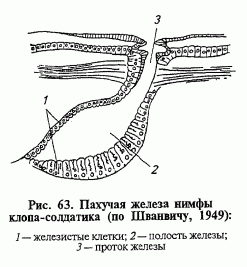 3
1
2
Рис. 63. Пахучая железа нимфы
клопа-солдатика (по Шванвичу, 1949):
1 — железистые клетки; 2 — полость железы;
3 — проток железы